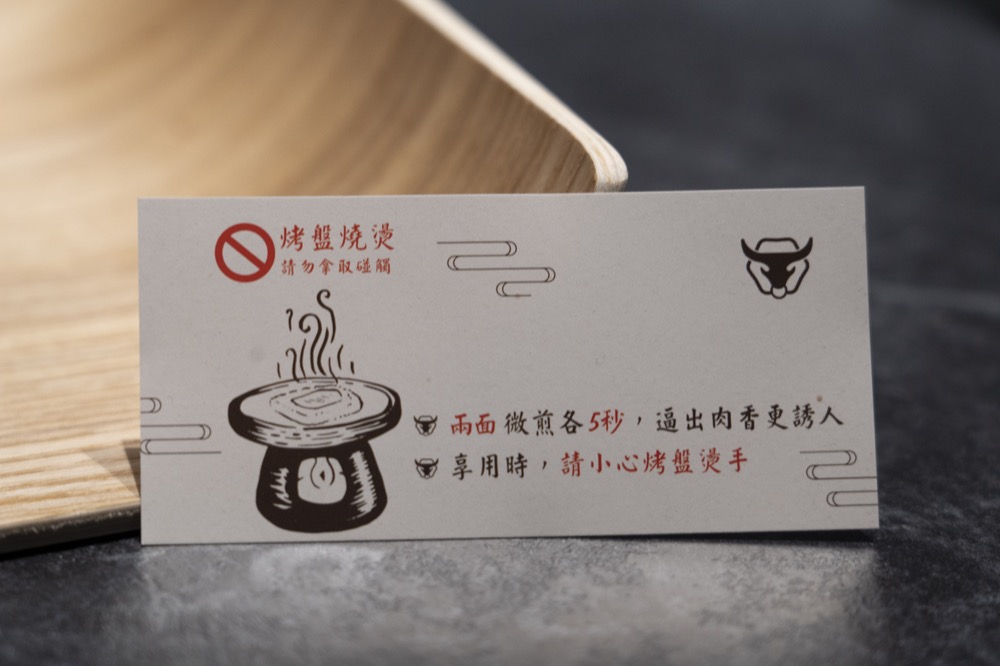 烤盤燒燙
請勿拿取碰觸
兩面微煎各5秒，逼出肉香更誘人
享用時，請小心烤盤燙手